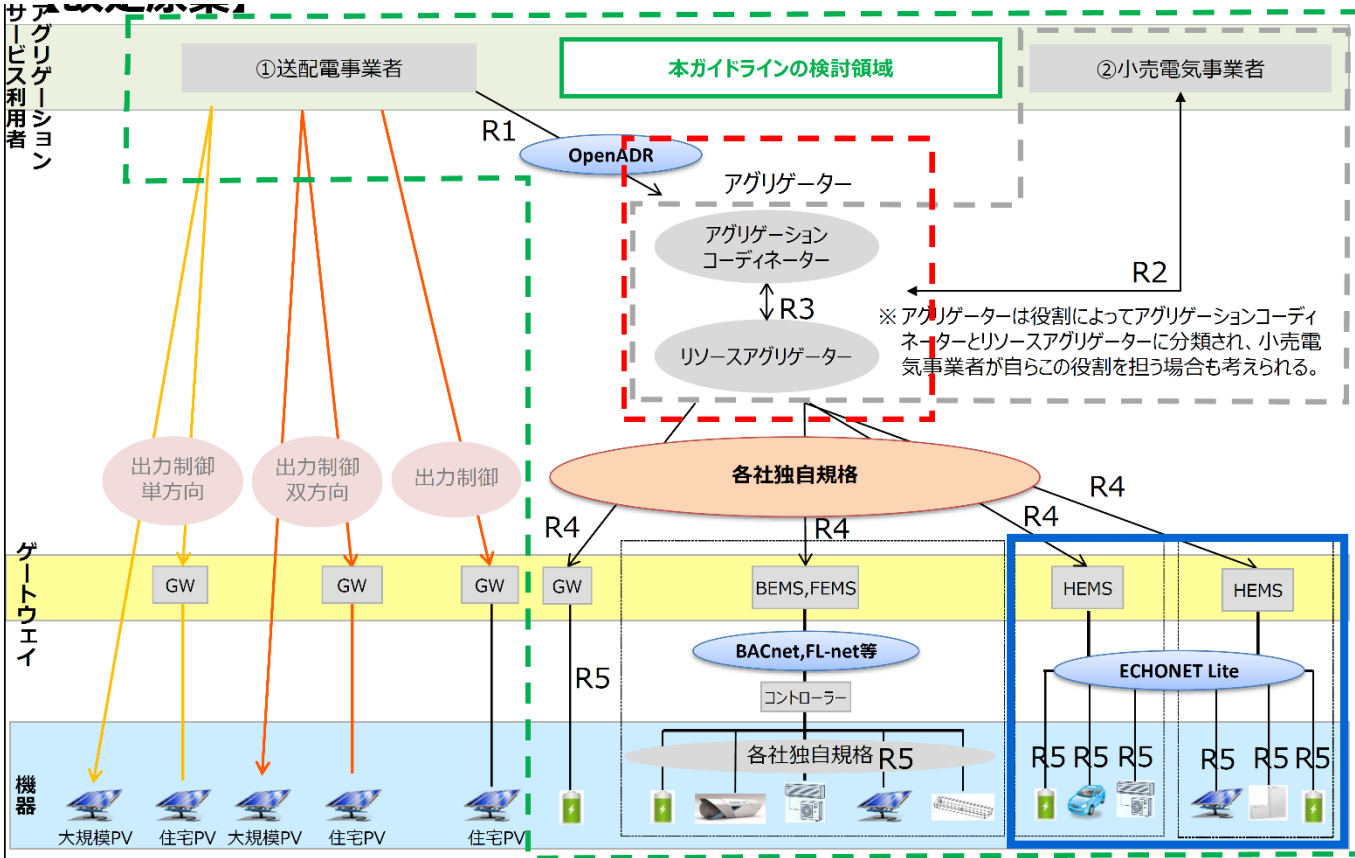 【改定原案】
アグリゲーション
サービス利用者
①送配電事業者
本ガイドラインの検討領域
②小売電気事業者
R1
OpenADR
アグリゲーター
アグリゲーション
コーディネーター
R2
R3
※ アグリゲーターは役割によってアグリゲーションコーディ
ネーターとリソースアグリゲーターに分類され、小売電
気事業者が自らこの役割を担う場合も考えられる。
リソースアグリゲーター
出力制御
単方向
出力制御
双方向
出力制御
各社独自規格
R4
R4
R4
R4
ゲートウェイ
GW
GW
GW
GW
BEMS,FEMS
HEMS
HEMS
BACnet,FL-net等
ECHONET Lite
R5
コントローラー
機器
各社独自規格
R5
R5
R5
R5
R5
R5
R5
大規模PV
住宅PV
大規模PV
住宅PV
住宅PV